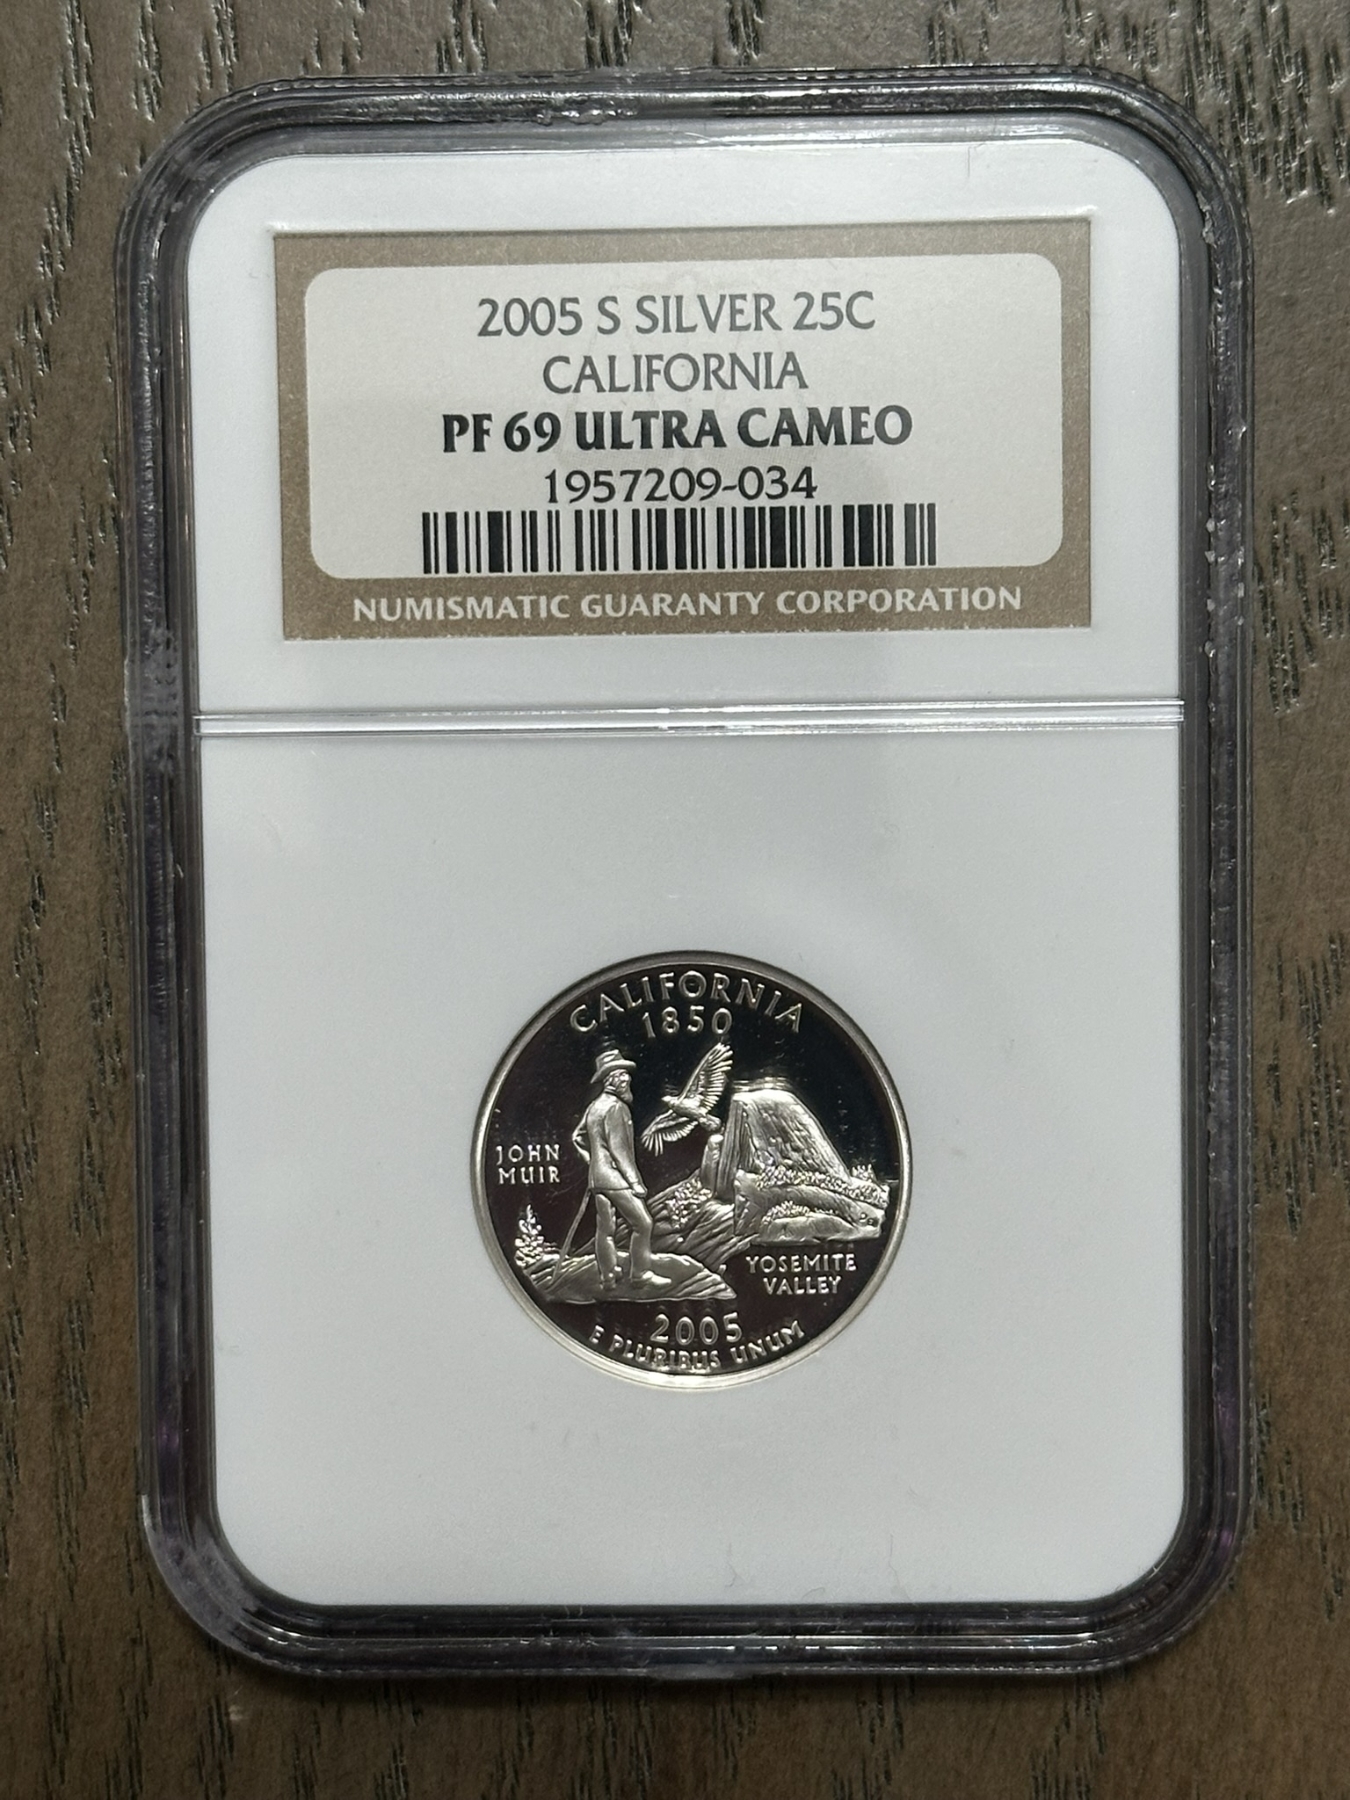 2005 S SILVER 25C
CALIFORNIA
PF 69 ULTRA CAMEO
1957209-034
NUMISMATIC GUARANTY CORPORATION
CALIFORNIA
1850
JOHN
MUIR
YOSEMITE
VALLEY
2005
E PLURIBUS UNUM